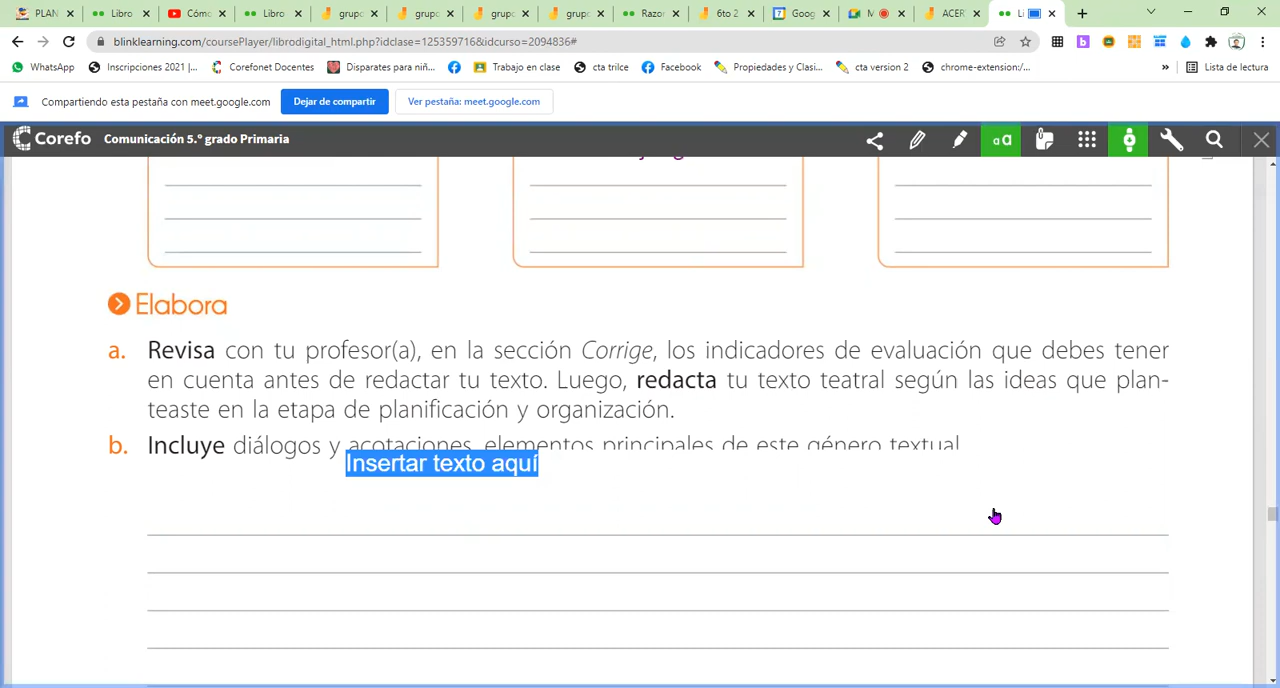 PLAN
Libro
Cómo
Libro
grupo
grupo
grupo
grupo
Razor
6to 2
Goog
M
ACER
Li
blinklearning.com/coursePlayer/librodigital_html.php?idclase=125359716&idcurso=2094836#
WhatsApp
Inscripciones 2021 |...
Corefonet Docentes
Disparates para niñ...
Trabajo en clase
cta trilce
Facebook
Propiedades y Clasi...
cta version 2
chrome-extension:/...
»
Lista de lectura
Compartiendo esta pestaña con meet.google.com
Dejar de compartir
Ver pestaña: meet.google.com
Corefo
Comunicación 5.º grado Primaria
aa
Elabora
a. Revisa con tu profesor(a), en la sección Corrige, los indicadores de evaluación que debes tener
en cuenta antes de redactar tu texto. Luego, redacta tu texto teatral según las ideas que plan-
teaste en la etapa de planificación y organización.
b. Incluye diálogos y acotaciones, elementos principales de este género textual
Insertar texto aquí